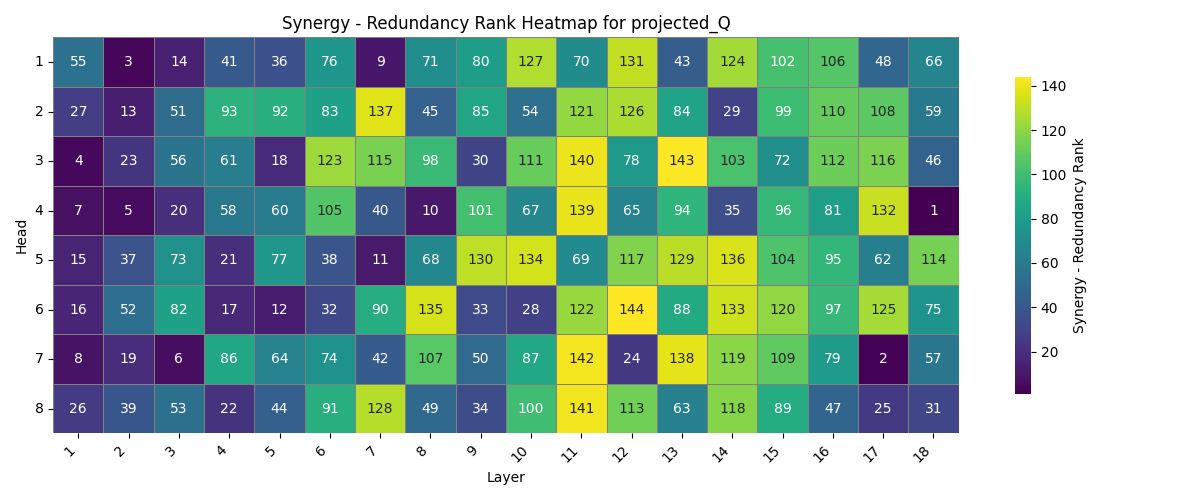 Synergy - Redundancy Rank Heatmap for projected_Q
Head
1 55 3 14 41 36 76 9 71 80 127 70 131 43 124 102 106 48 66
2 27 13 51 93 92 83 137 45 85 54 121 126 84 29 99 110 108 59
3 4 23 56 61 18 123 115 98 30 111 140 78 143 103 72 112 116 46
4 7 5 20 58 60 105 40 10 101 67 139 65 94 35 96 81 132 1
5 15 37 73 21 77 38 11 68 130 134 69 117 129 136 104 95 62 114
6 16 52 82 17 12 32 90 135 33 28 122 144 88 133 120 97 125 75
7 8 19 6 86 64 74 42 107 50 87 142 24 138 119 109 79 2 57
8 26 39 53 22 44 91 128 49 34 100 141 113 63 118 89 47 25 31
1 2 3 4 5 6 7 8 9 10 11 12 13 14 15 16 17 18
Layer
140
120
100
80
60
40
20
Synergy - Redundancy Rank